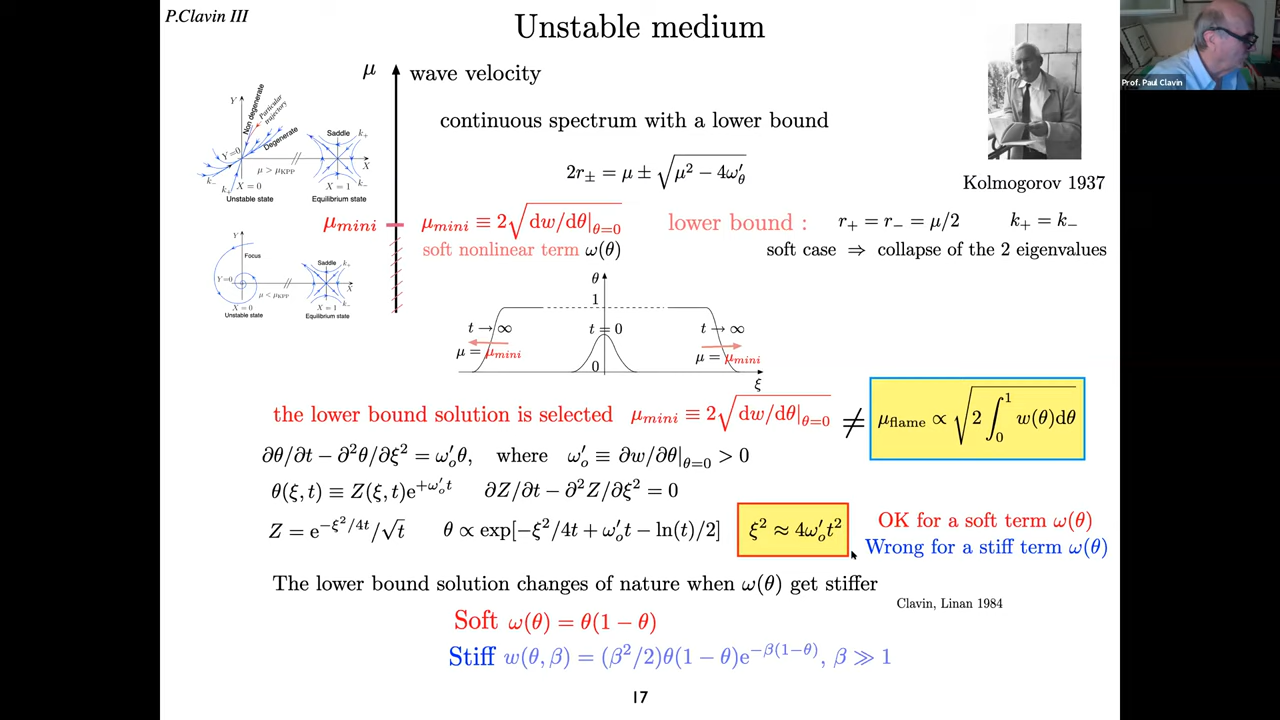 P.Clavin III
Unstable medium
Prof. Paul Clavin
μ wave velocity
continuous spectrum with a lower bound
2r± = μ ± √(μ² − 4ω′θ)
Kolmogorov 1937
Y
Non degenerate
Particular trajectory
Degenerate
Y=0
Saddle
k₊
X
μ > μKPP
k₋
k₊
X = 0
X = 1
k₋
Unstable state
Equilibrium state
μmini
μmini ≡ 2√(dw/dθ|θ=0)
lower bound :
r₊ = r₋ = μ/2
k₊ = k₋
soft nonlinear term ω(θ)
soft case ⇒ collapse of the 2 eigenvalues
Y
Focus
Saddle
k₊
Y=0
X
μ < μKPP
X = 0
X = 1
k₋
Unstable state
Equilibrium state
θ
1
t → ∞
t = 0
t → ∞
μ = μmini
μ = μmini
0
ξ
the lower bound solution is selected μmini ≡ 2√(dw/dθ|θ=0) ≠ μflame ∝ √(2∫₀¹ w(θ)dθ)
∂θ/∂t − ∂²θ/∂ξ² = ω′ₒθ, where ω′ₒ ≡ ∂w/∂θ|θ=0 > 0
θ(ξ, t) ≡ Z(ξ, t)e^{+ω′ₒt} ∂Z/∂t − ∂²Z/∂ξ² = 0
Z = e^{−ξ²/4t}/√t θ ∝ exp[−ξ²/4t + ω′ₒt − ln(t)/2] ξ² ≈ 4ω′ₒt²
OK for a soft term ω(θ)
Wrong for a stiff term ω(θ)
The lower bound solution changes of nature when ω(θ) get stiffer
Clavin, Linan 1984
Soft ω(θ) = θ(1 − θ)
Stiff w(θ, β) = (β²/2)θ(1 − θ)e^{−β(1−θ)}, β ≫ 1
17